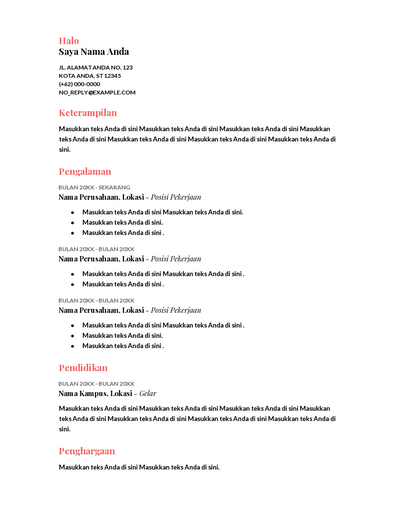 Halo
Saya Nama Anda
JL. ALAMAT ANDA NO. 123
KOTA ANDA, ST 12345
(+62) 000-0000
NO_REPLY@EXAMPLE.COM
Keterampilan
Masukkan teks Anda di sini Masukkan teks Anda di sini Masukkan teks Anda di sini Masukkan
teks Anda di sini Masukkan teks Anda di sini Masukkan teks Anda di sini Masukkan teks Anda di
sini.
Pengalaman
BULAN 20XX - SEKARANG
Nama Perusahaan, Lokasi - Posisi Pekerjaan
● Masukkan teks Anda di sini Masukkan teks Anda di sini.
● Masukkan teks Anda di sini.
● Masukkan teks Anda di sini .
BULAN 20XX - BULAN 20XX
Nama Perusahaan, Lokasi - Posisi Pekerjaan
● Masukkan teks Anda di sini Masukkan teks Anda di sini .
● Masukkan teks Anda di sini .
BULAN 20XX - BULAN 20XX
Nama Perusahaan, Lokasi - Posisi Pekerjaan
● Masukkan teks Anda di sini Masukkan teks Anda di sini .
● Masukkan teks Anda di sini.
● Masukkan teks Anda di sini .
Pendidikan
BULAN 20XX - BULAN 20XX
Nama Kampus, Lokasi - Gelar
Masukkan teks Anda di sini Masukkan teks Anda di sini Masukkan teks Anda di sini Masukkan
teks Anda di sini Masukkan teks Anda di sini Masukkan teks Anda di sini Masukkan teks Anda di
sini.
Penghargaan
Masukkan teks Anda di sini Masukkan teks Anda di sini.